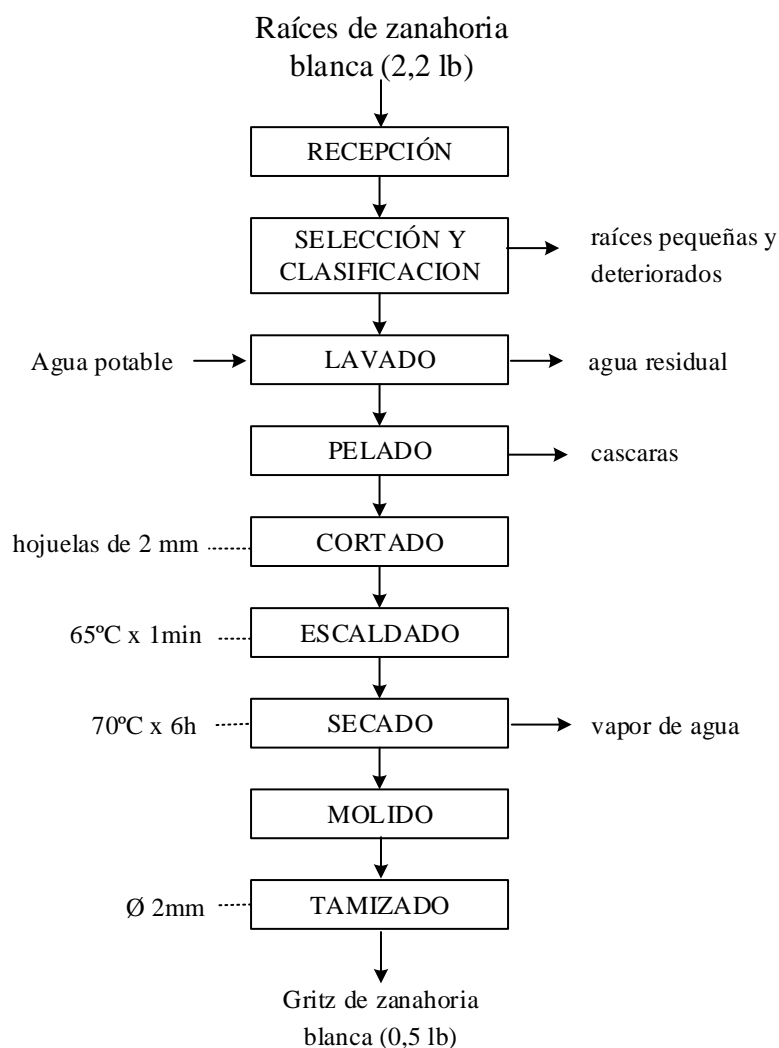 Raíces de zanahoria
blanca (2,2 lb)
RECEPCIÓN
SELECCIÓN Y
CLASIFICACION
raíces pequeñas y
deteriorados
Agua potable
LAVADO
agua residual
PELADO
cascaras
hojuelas de 2 mm
CORTADO
65ºC x 1min
ESCALDADO
70ºC x 6h
SECADO
vapor de agua
MOLIDO
Ø 2mm
TAMIZADO
Gritz de zanahoria
blanca (0,5 lb)